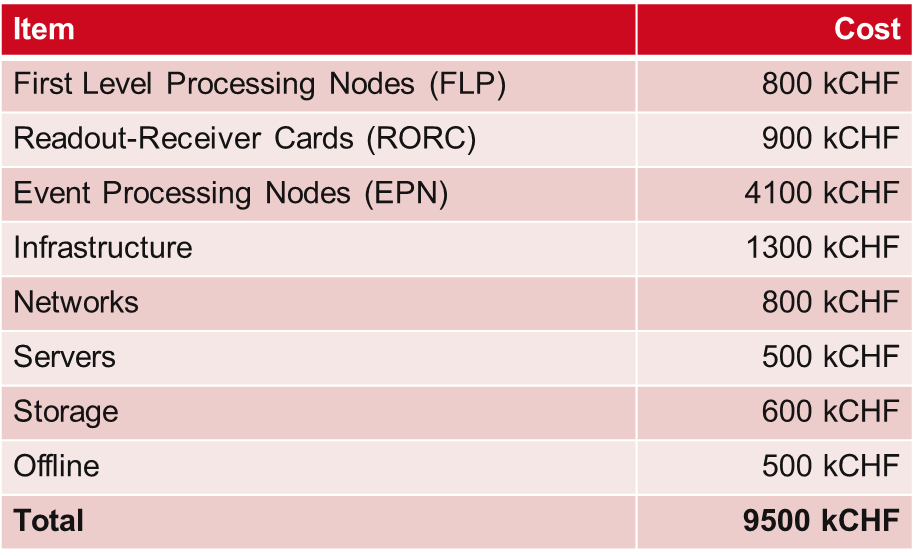 Item Cost
First Level Processing Nodes (FLP) 800 kCHF
Readout-Receiver Cards (RORC) 900 kCHF
Event Processing Nodes (EPN) 4100 kCHF
Infrastructure 1300 kCHF
Networks 800 kCHF
Servers 500 kCHF
Storage 600 kCHF
Offline 500 kCHF
Total 9500 kCHF